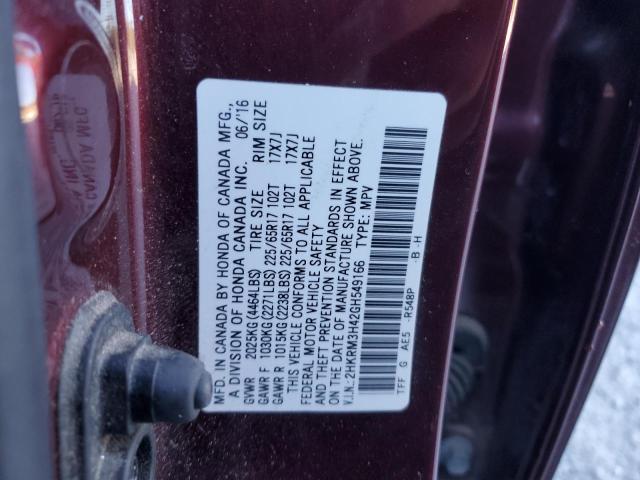 MFD. IN CANADA BY HONDA OF CANADA MFG.,
A DIVISION OF HONDA CANADA INC. 06/'16
GVWR 2025KG (4464LBS) TIRE SIZE RIM SIZE
GAWR F 1030KG (2271LBS) 225/65R17 102T 17X7J
GAWR R 1015KG (2238LBS) 225/65R17 102T 17X7J
THIS VEHICLE CONFORMS TO ALL APPLICABLE
FEDERAL MOTOR VEHICLE SAFETY
AND THEFT PREVENTION STANDARDS IN EFFECT
ON THE DATE OF MANUFACTURE SHOWN ABOVE.
V.I.N.: 2HKRM3H42GH549166 TYPE: MPV
TFF G AE5 -R548P -B -H